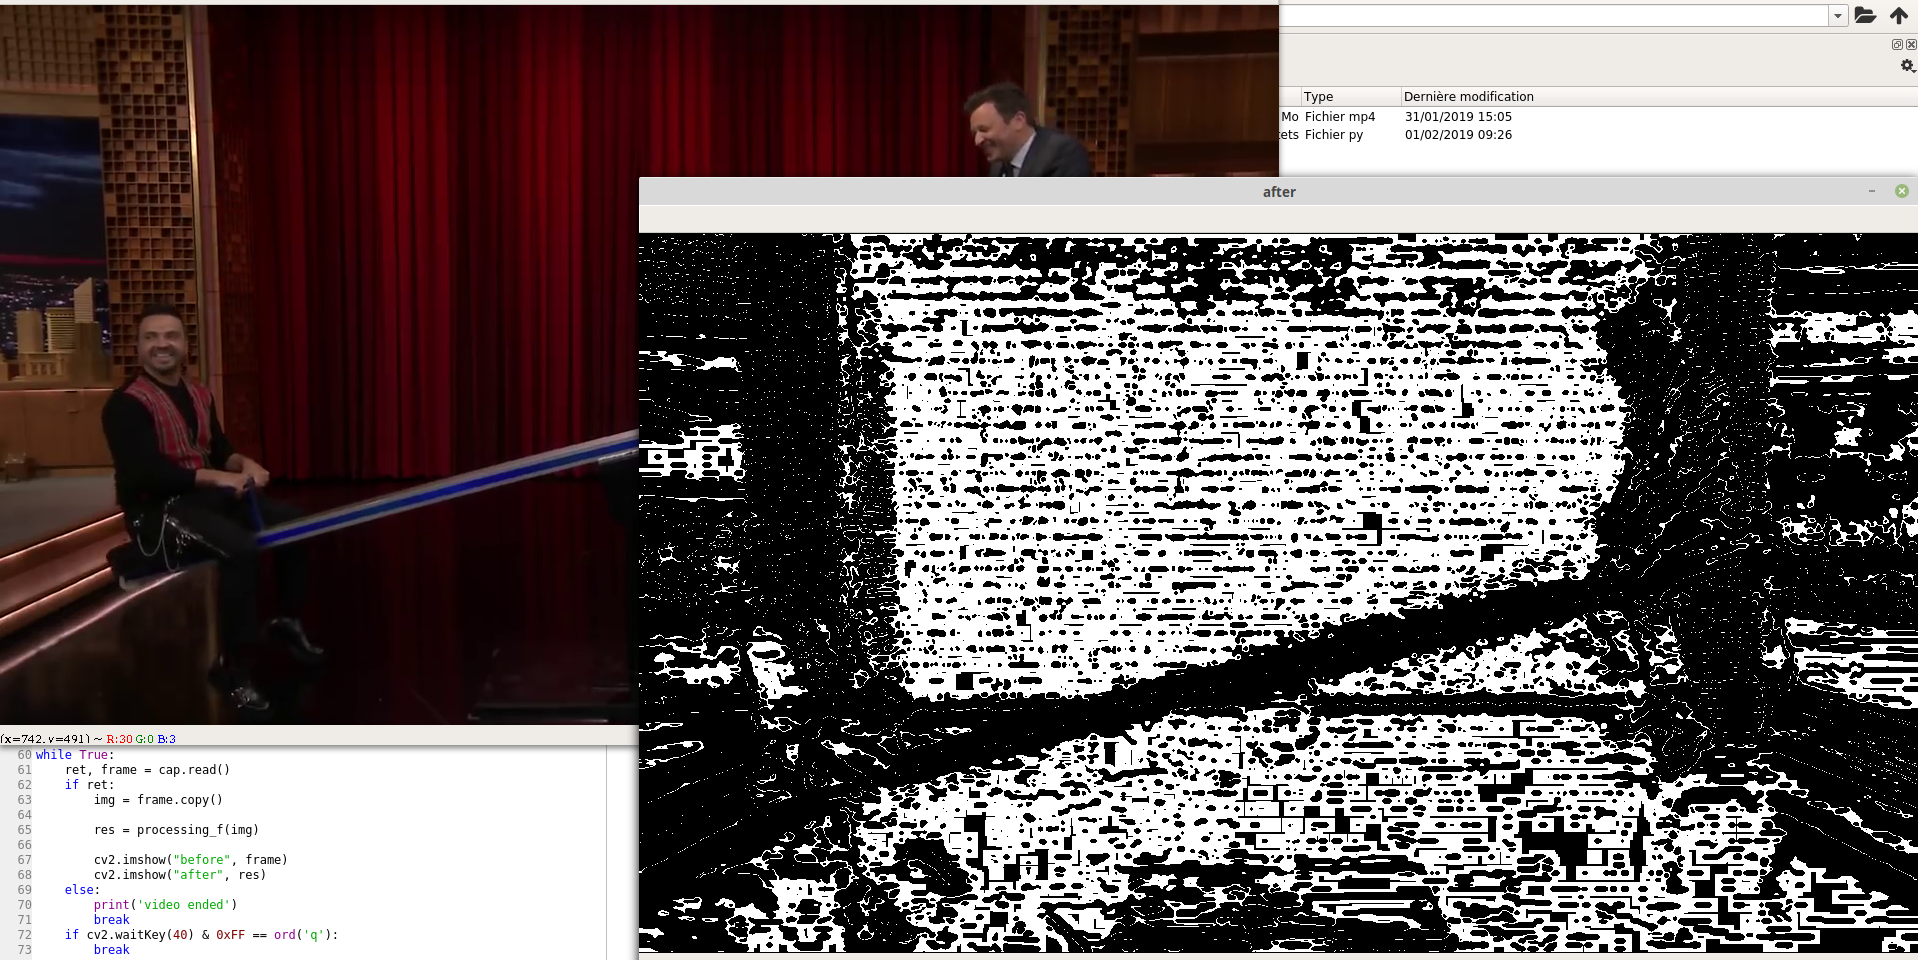 Type Dernière modification
Mo Fichier mp4 31/01/2019 15:05
tets Fichier py 01/02/2019 09:26
after
(x=742, y=491) ~ R:30 G:0 B:3
60 while True:
61 ret, frame = cap.read()
62 if ret:
63 img = frame.copy()
64
65 res = processing_f(img)
66
67 cv2.imshow("before", frame)
68 cv2.imshow("after", res)
69 else:
70 print('video ended')
71 break
72 if cv2.waitKey(40) & 0xFF == ord('q'):
73 break